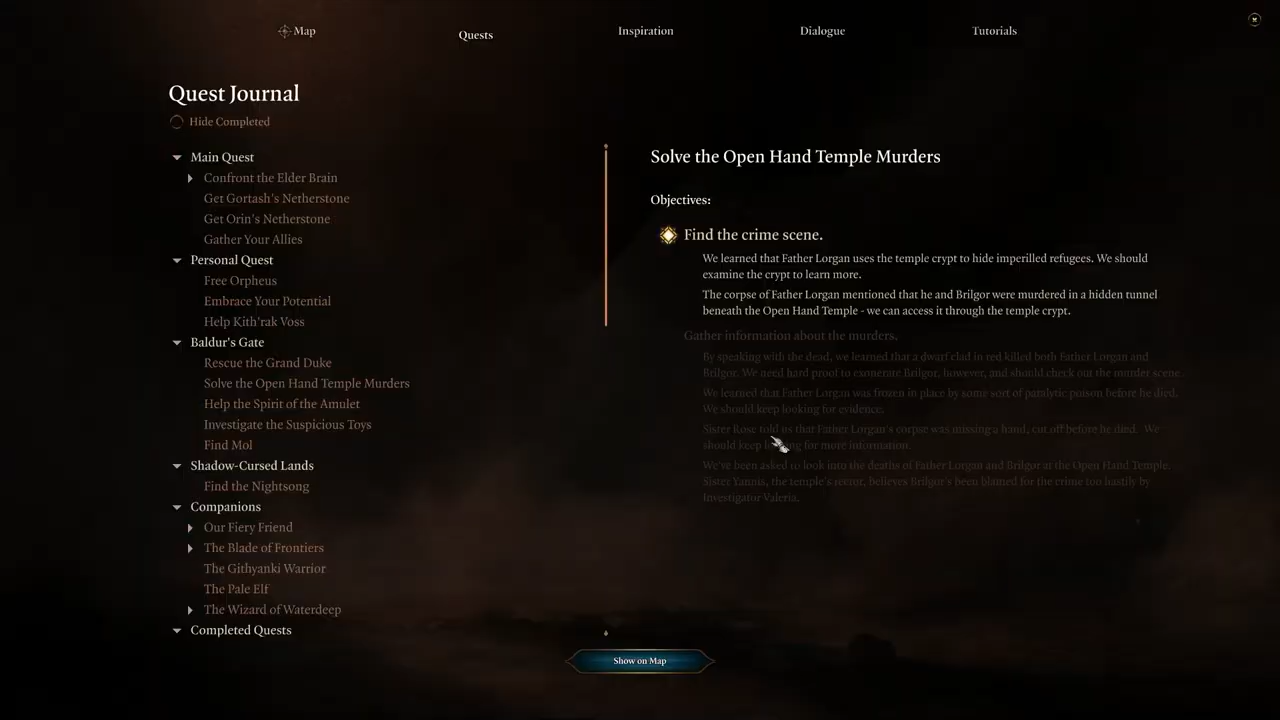 Map
Quests
Inspiration
Dialogue
Tutorials
Quest Journal
Hide Completed
Main Quest
Confront the Elder Brain
Get Gortash's Netherstone
Get Orin's Netherstone
Gather Your Allies
Personal Quest
Free Orpheus
Embrace Your Potential
Help Kith'rak Voss
Baldur's Gate
Rescue the Grand Duke
Solve the Open Hand Temple Murders
Help the Spirit of the Amulet
Investigate the Suspicious Toys
Find Mol
Shadow-Cursed Lands
Find the Nightsong
Companions
Our Fiery Friend
The Blade of Frontiers
The Githyanki Warrior
The Pale Elf
The Wizard of Waterdeep
Completed Quests
Solve the Open Hand Temple Murders
Objectives:
Find the crime scene.
We learned that Father Lorgan uses the temple crypt to hide imperilled refugees. We should
examine the crypt to learn more.
The corpse of Father Lorgan mentioned that he and Brilgor were murdered in a hidden tunnel
beneath the Open Hand Temple - we can access it through the temple crypt.
Gather information about the murders.
By speaking with the dead, we learned that a dwarf clad in red killed both Father Lorgan and
Brilgor. We need hard proof to exonerate Brilgor, however, and should check out the murder scene.
We learned that Father Lorgan was frozen in place by some sort of paralytic poison before he died.
We should keep looking for evidence.
Sister Rose told us that Father Lorgan's corpse was missing a hand, cut off before he died. We
should keep looking for more information.
We've been asked to look into the deaths of Father Lorgan and Brilgor at the Open Hand Temple.
Sister Yannis, the temple's rector, believes Brilgor's been blamed for the crime too hastily by
Investigator Valeria.
Show on Map